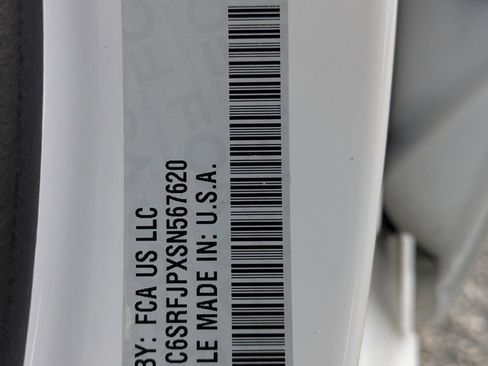 BY: FCA US LLC
C6SRFJPXSN567620
LE MADE IN: U.S.A.